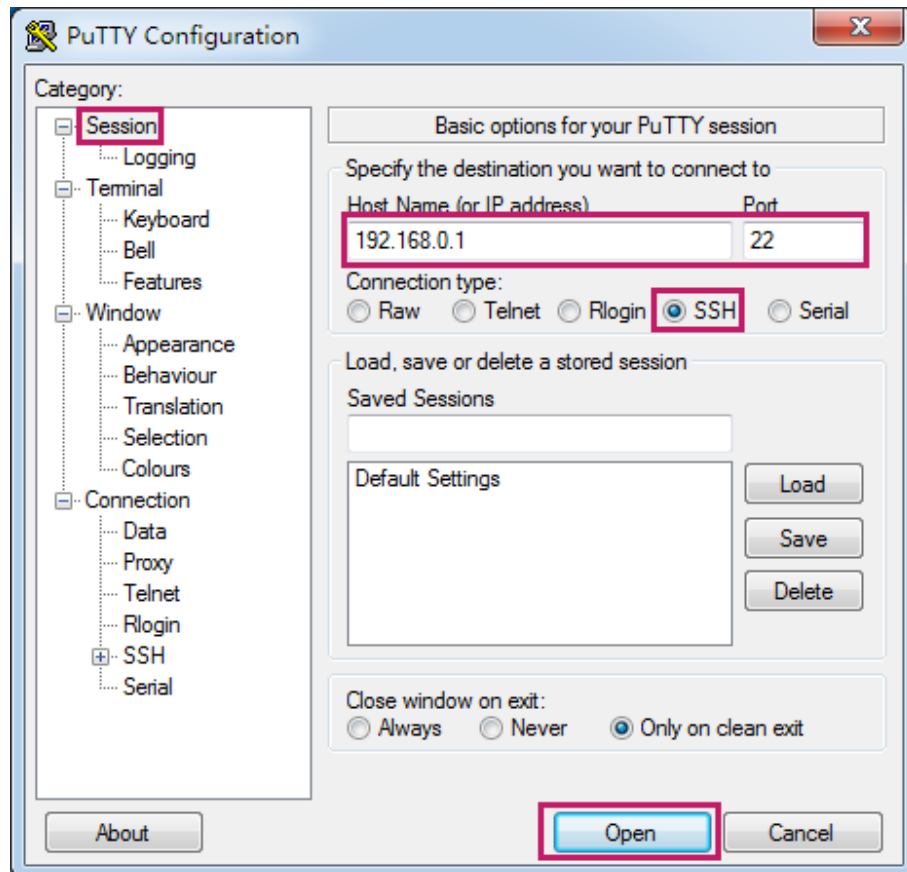 PuTTY Configuration
Category:
Session
Logging
Terminal
Keyboard
Bell
Features
Window
Appearance
Behaviour
Translation
Selection
Colours
Connection
Data
Proxy
Telnet
Rlogin
SSH
Serial
Basic options for your PuTTY session
Specify the destination you want to connect to
Host Name (or IP address) Port
192.168.0.1 22
Connection type:
Raw Telnet Rlogin SSH Serial
Load, save or delete a stored session
Saved Sessions
Default Settings
Load
Save
Delete
Close window on exit:
Always Never Only on clean exit
About Open Cancel